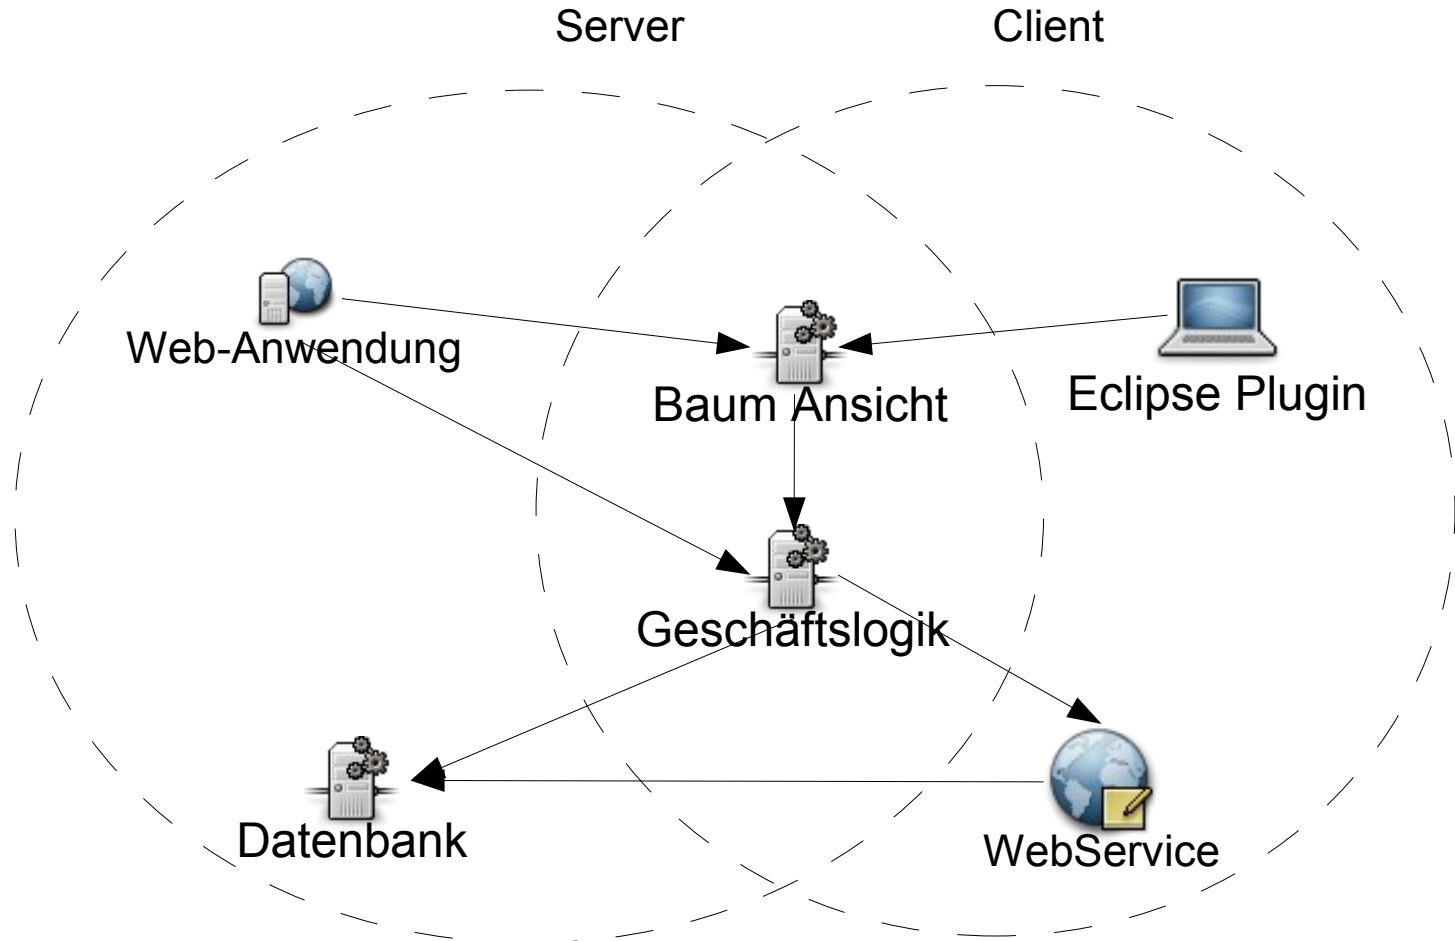 Server
Client
Web-Anwendung
Baum Ansicht
Eclipse Plugin
Geschäftslogik
Datenbank
WebService